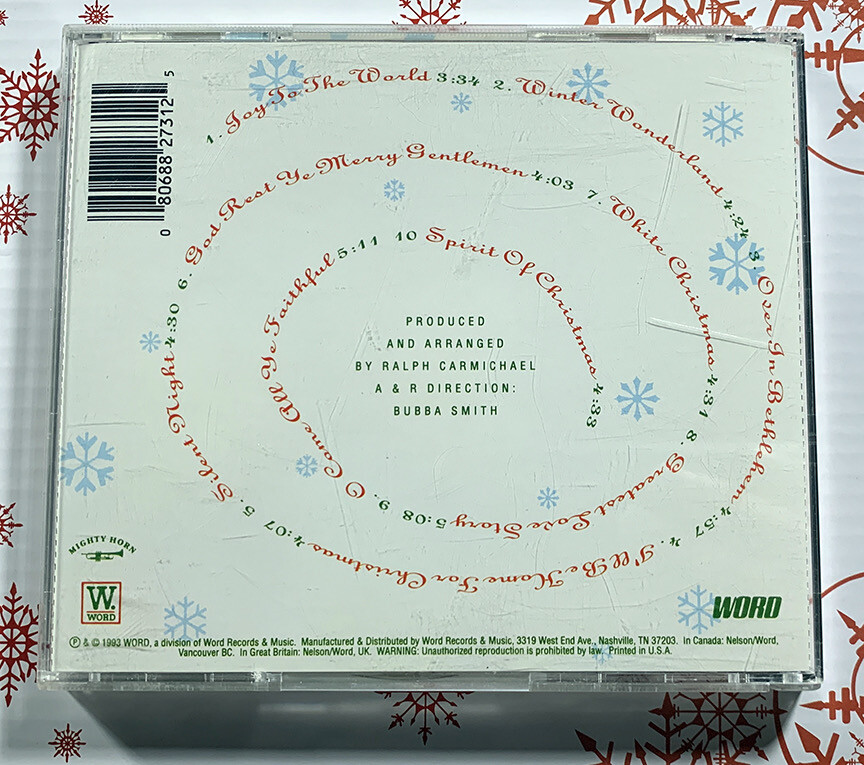 1. Joy To The World 3:34 2. Winter Wonderland 4:24 3. Over In Bethlehem 4:57 4. I'll Be Home For Christmas 4:07 5. Silent Night 4:30 6. God Rest Ye Merry Gentlemen 4:03 7. White Christmas 4:31 8. Greatest Love Story 5:08 9. O Come All Ye Faithful 5:11 10 Spirit Of Christmas 4:33
0 80688 27312 5
PRODUCED
AND ARRANGED
BY RALPH CARMICHAEL
A & R DIRECTION:
BUBBA SMITH
MIGHTY HORN
W.
WORD
WORD
Ⓟ & © 1993 WORD, a division of Word Records & Music. Manufactured & Distributed by Word Records & Music, 3319 West End Ave., Nashville, TN 37203. In Canada: Nelson/Word,
Vancouver BC. In Great Britain: Nelson/Word, UK. WARNING: Unauthorized reproduction is prohibited by law. Printed in U.S.A.